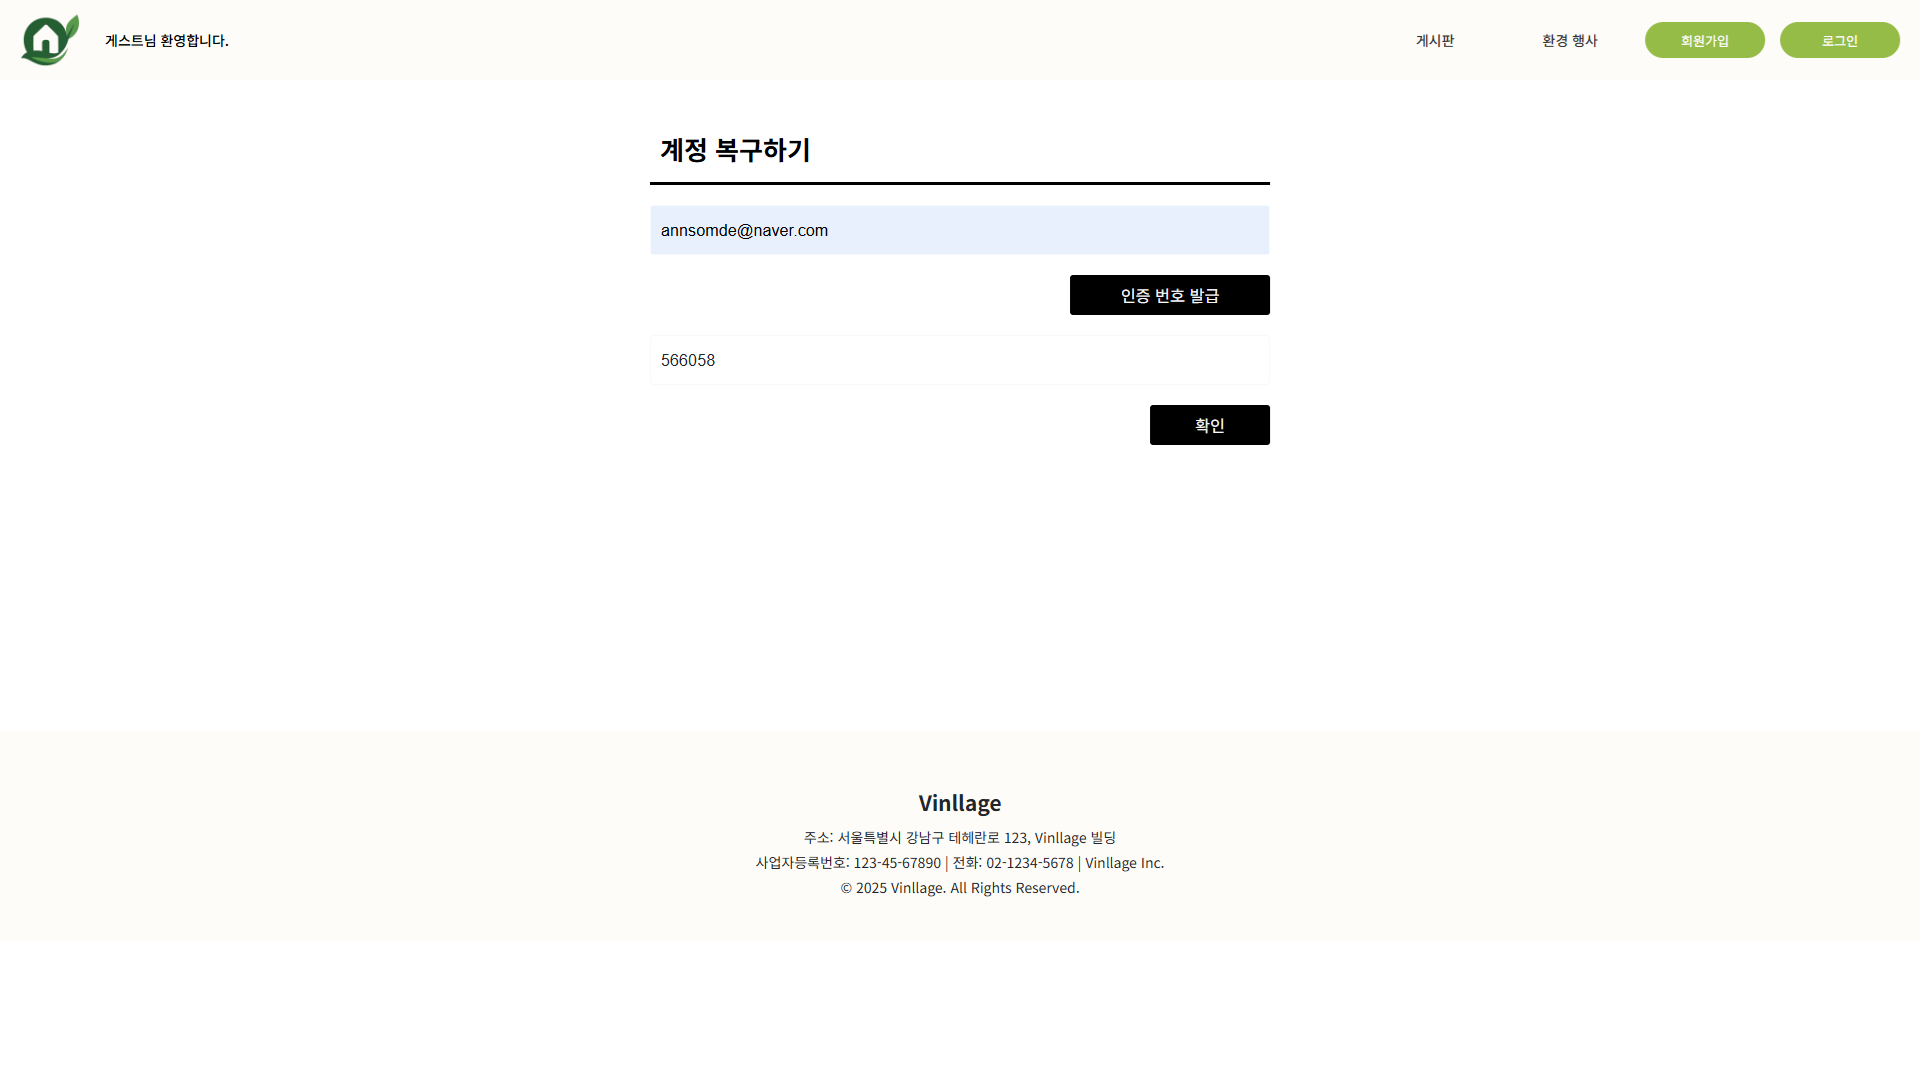 게스트님 환영합니다.
게시판
환경 행사
회원가입
로그인
계정 복구하기
annsomde@naver.com
인증 번호 발급
566058
확인
Vinllage
주소: 서울특별시 강남구 테헤란로 123, Vinllage 빌딩
사업자등록번호: 123-45-67890 | 전화: 02-1234-5678 | Vinllage Inc.
© 2025 Vinllage. All Rights Reserved.